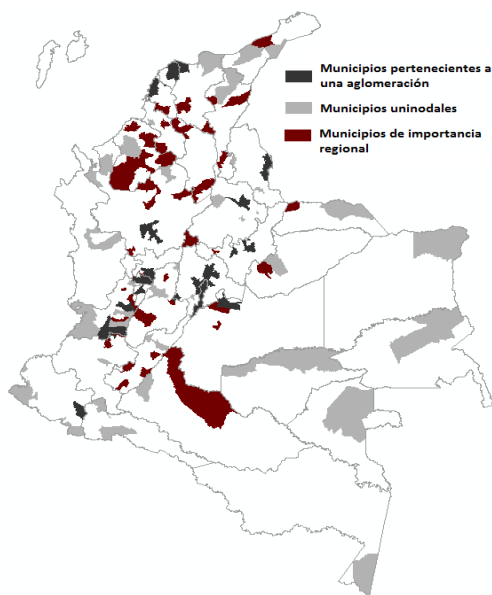 Municipios pertenecientes a
una aglomeración
Municipios uninodales
Municipios de importancia
regional